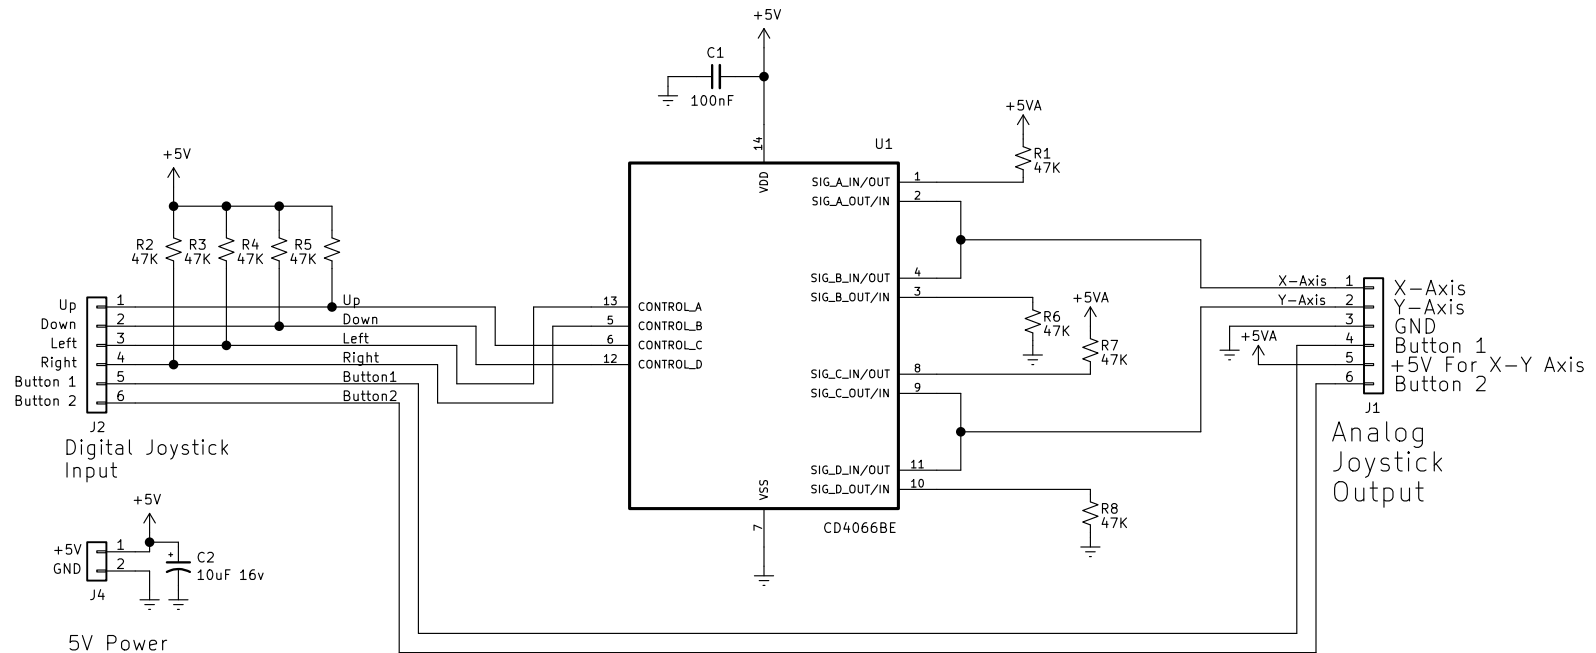 +5V
C1
100nF
+5VA
R1
47K
U1
14
VDD
SIG_A_IN/OUT 1
SIG_A_OUT/IN 2
SIG_B_IN/OUT 4
SIG_B_OUT/IN 3
SIG_C_IN/OUT 8
SIG_C_OUT/IN 9
SIG_D_IN/OUT 11
SIG_D_OUT/IN 10
13 CONTROL_A
5 CONTROL_B
6 CONTROL_C
12 CONTROL_D
VSS
7
CD4066BE
+5V
R2 R3 R4 R5
47K 47K 47K 47K
Up 1 Up
Down 2 Down
Left 3 Left
Right 4 Right
Button 1 5 Button1
Button 2 6 Button2
J2
Digital Joystick
Input
+5V
+5V 1
GND 2
J4
C2
+
10uF 16v
5V Power
R6
47K
+5VA
R7
47K
R8
47K
X-Axis 1 X-Axis
Y-Axis 2 Y-Axis
3 GND
4 Button 1
+5VA 5 +5V For X-Y Axis
6 Button 2
J1
Analog
Joystick
Output